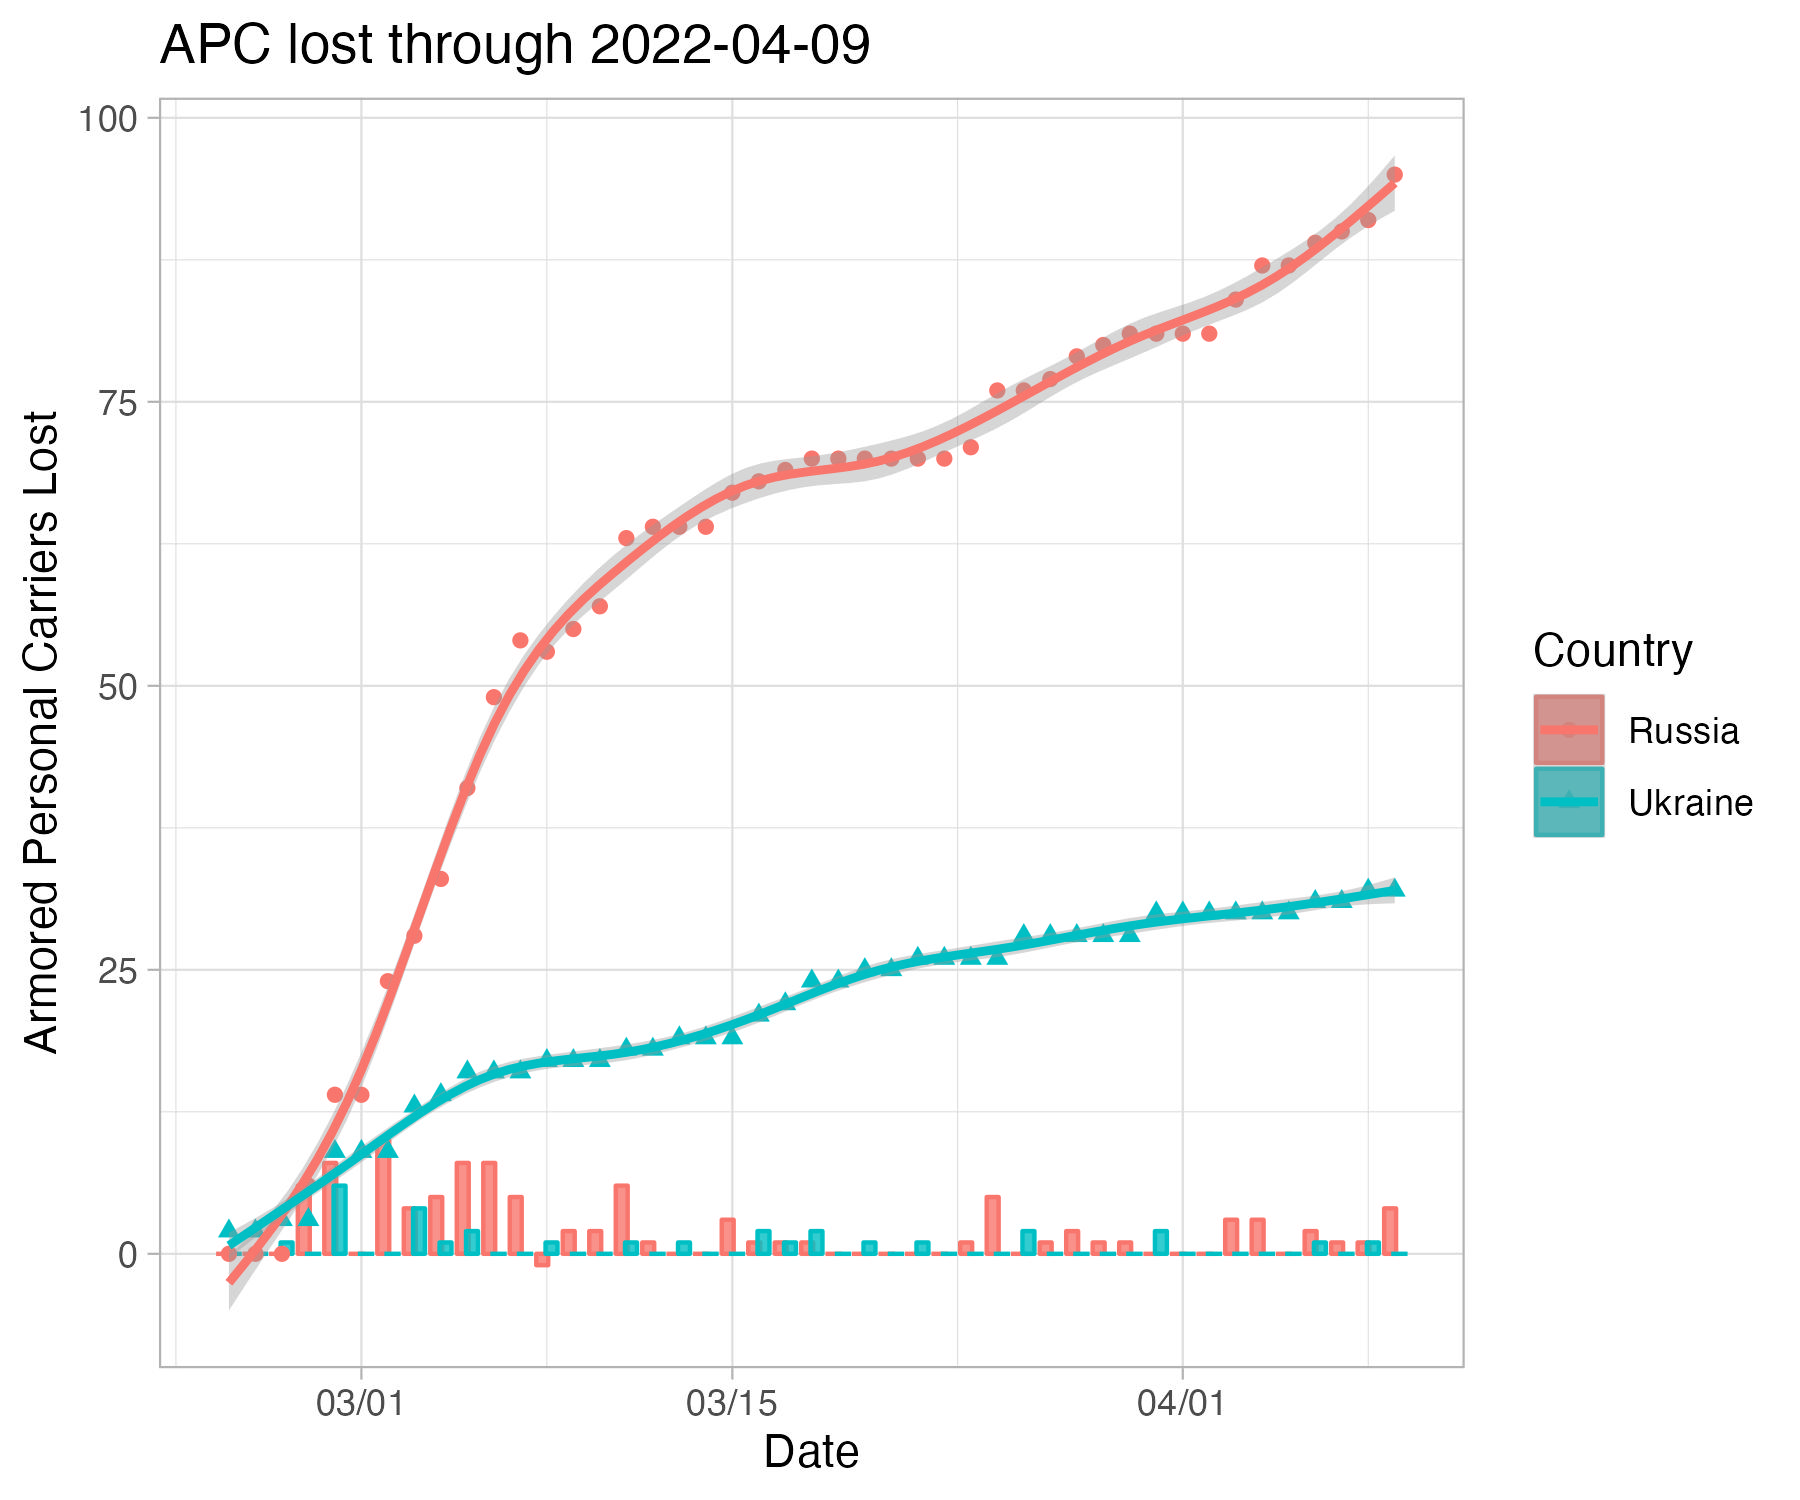 APC lost through 2022-04-09
Armored Personal Carriers Lost
100
75
50
25
0
03/01
03/15
04/01
Date
Country
Russia
Ukraine